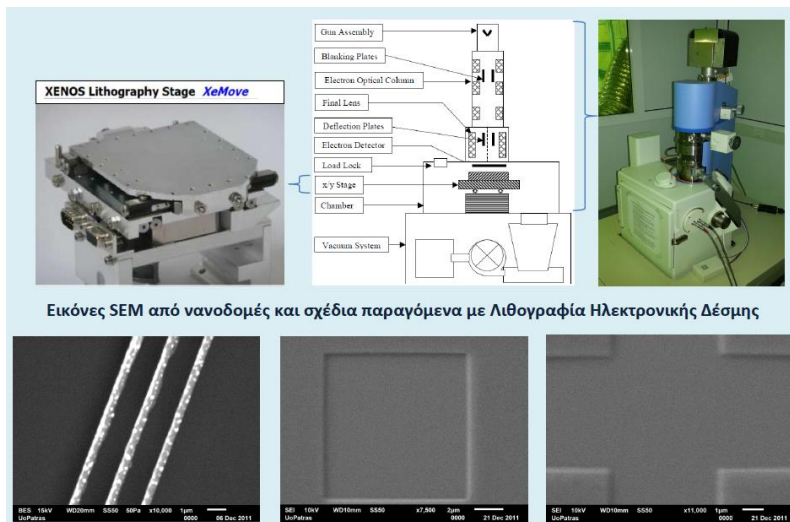 XENOS Lithography Stage XeMove
Gun Assembly
Blanking Plates
Electron Optical Column
Final Lens
Deflection Plates
Electron Detector
Load Lock
x/y Stage
Chamber
Vacuum System
Εικόνες SEM από νανοδομές και σχέδια παραγόμενα με Λιθογραφία Ηλεκτρονικής Δέσμης
BES 15kV WD20mm SS50 50Pa x10,000 1µm
UoPatras 0000 06 Dec 2011
SEI 10kV WD10mm SS50 x7,500 2µm
UoPatras 0000 21 Dec 2011
SEI 10kV WD10mm SS50 x11,000 1µm
UoPatras 0000 21 Dec 2011